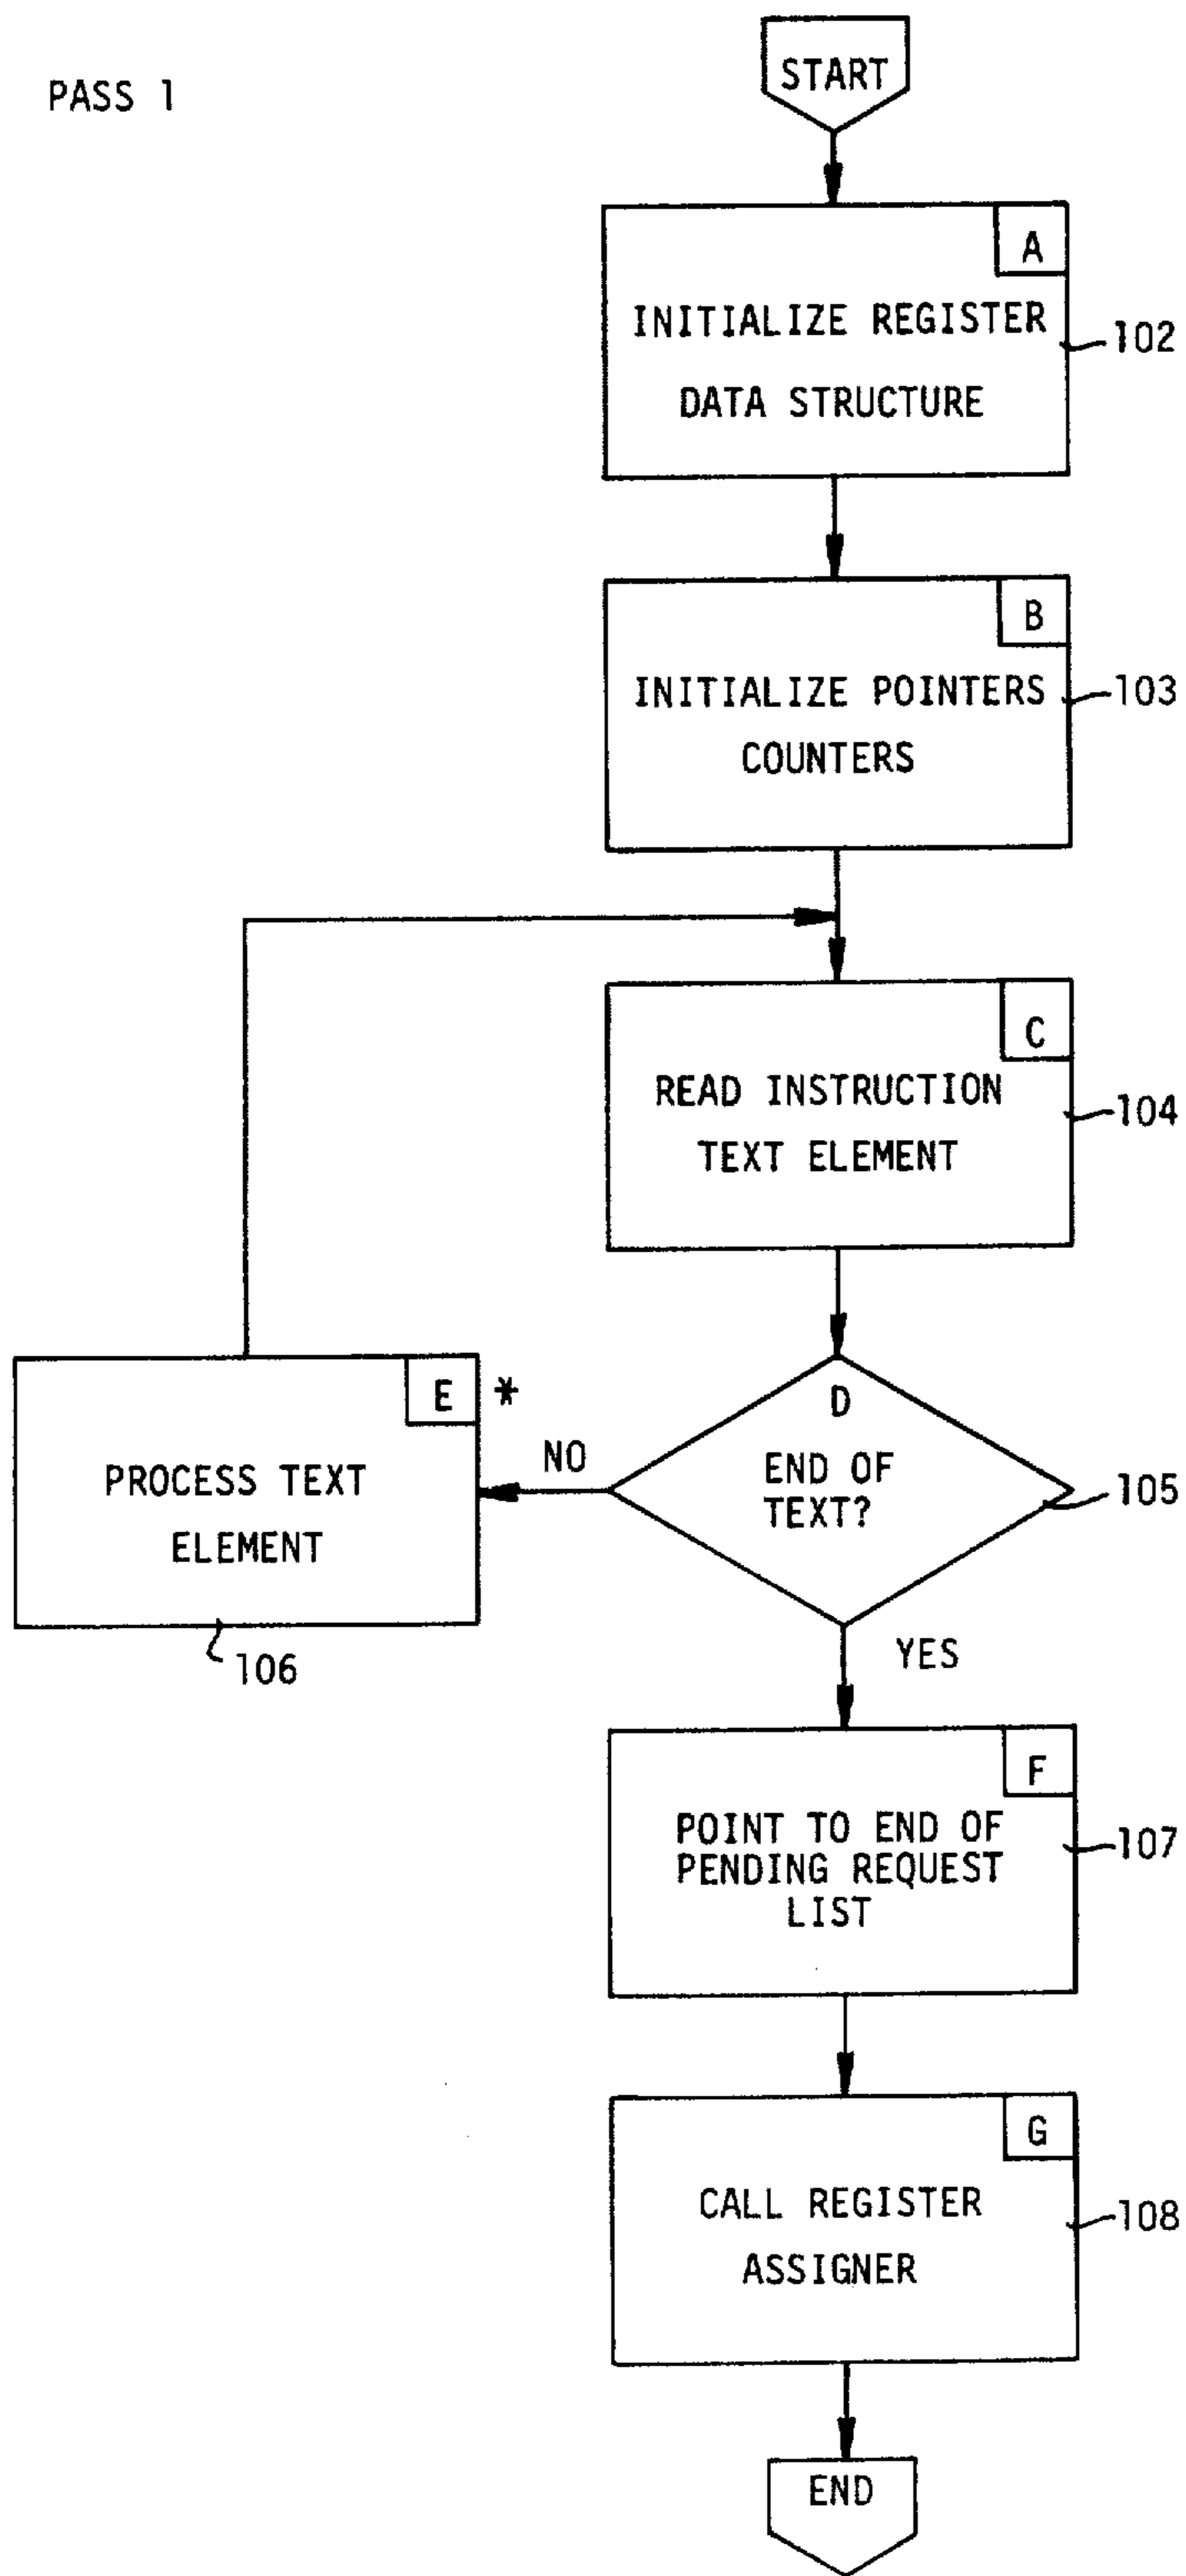 PASS 1
START
A
INITIALIZE REGISTER
DATA STRUCTURE
102
B
INITIALIZE POINTERS
COUNTERS
103
C
READ INSTRUCTION
TEXT ELEMENT
104
D
END OF
TEXT?
105
NO
E *
PROCESS TEXT
ELEMENT
106
YES
F
POINT TO END OF
PENDING REQUEST
LIST
107
G
CALL REGISTER
ASSIGNER
108
END